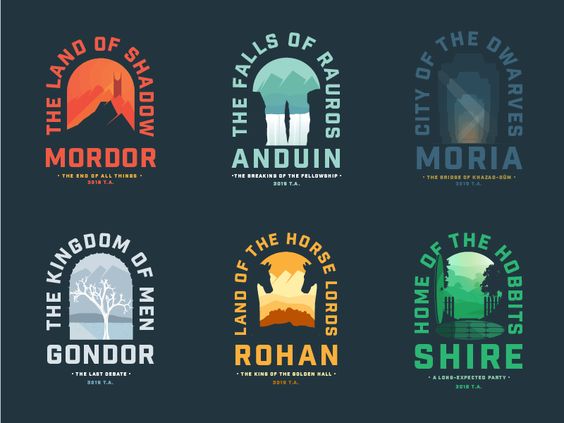 THE LAND OF SHADOW
MORDOR
• THE END OF ALL THINGS •
3019 T.A.
THE FALLS OF RAUROS
ANDUIN
• THE BREAKING OF THE FELLOWSHIP •
3019 T.A.
CITY OF THE DWARVES
MORIA
• THE BRIDGE OF KHAZAD-DÛM •
3019 T.A.
THE KINGDOM OF MEN
GONDOR
• THE LAST DEBATE •
3019 T.A.
LAND OF THE HORSE LORDS
ROHAN
• THE KING OF THE GOLDEN HALL •
3019 T.A.
HOME OF THE HOBBITS
SHIRE
• A LONG-EXPECTED PARTY •
3018 T.A.